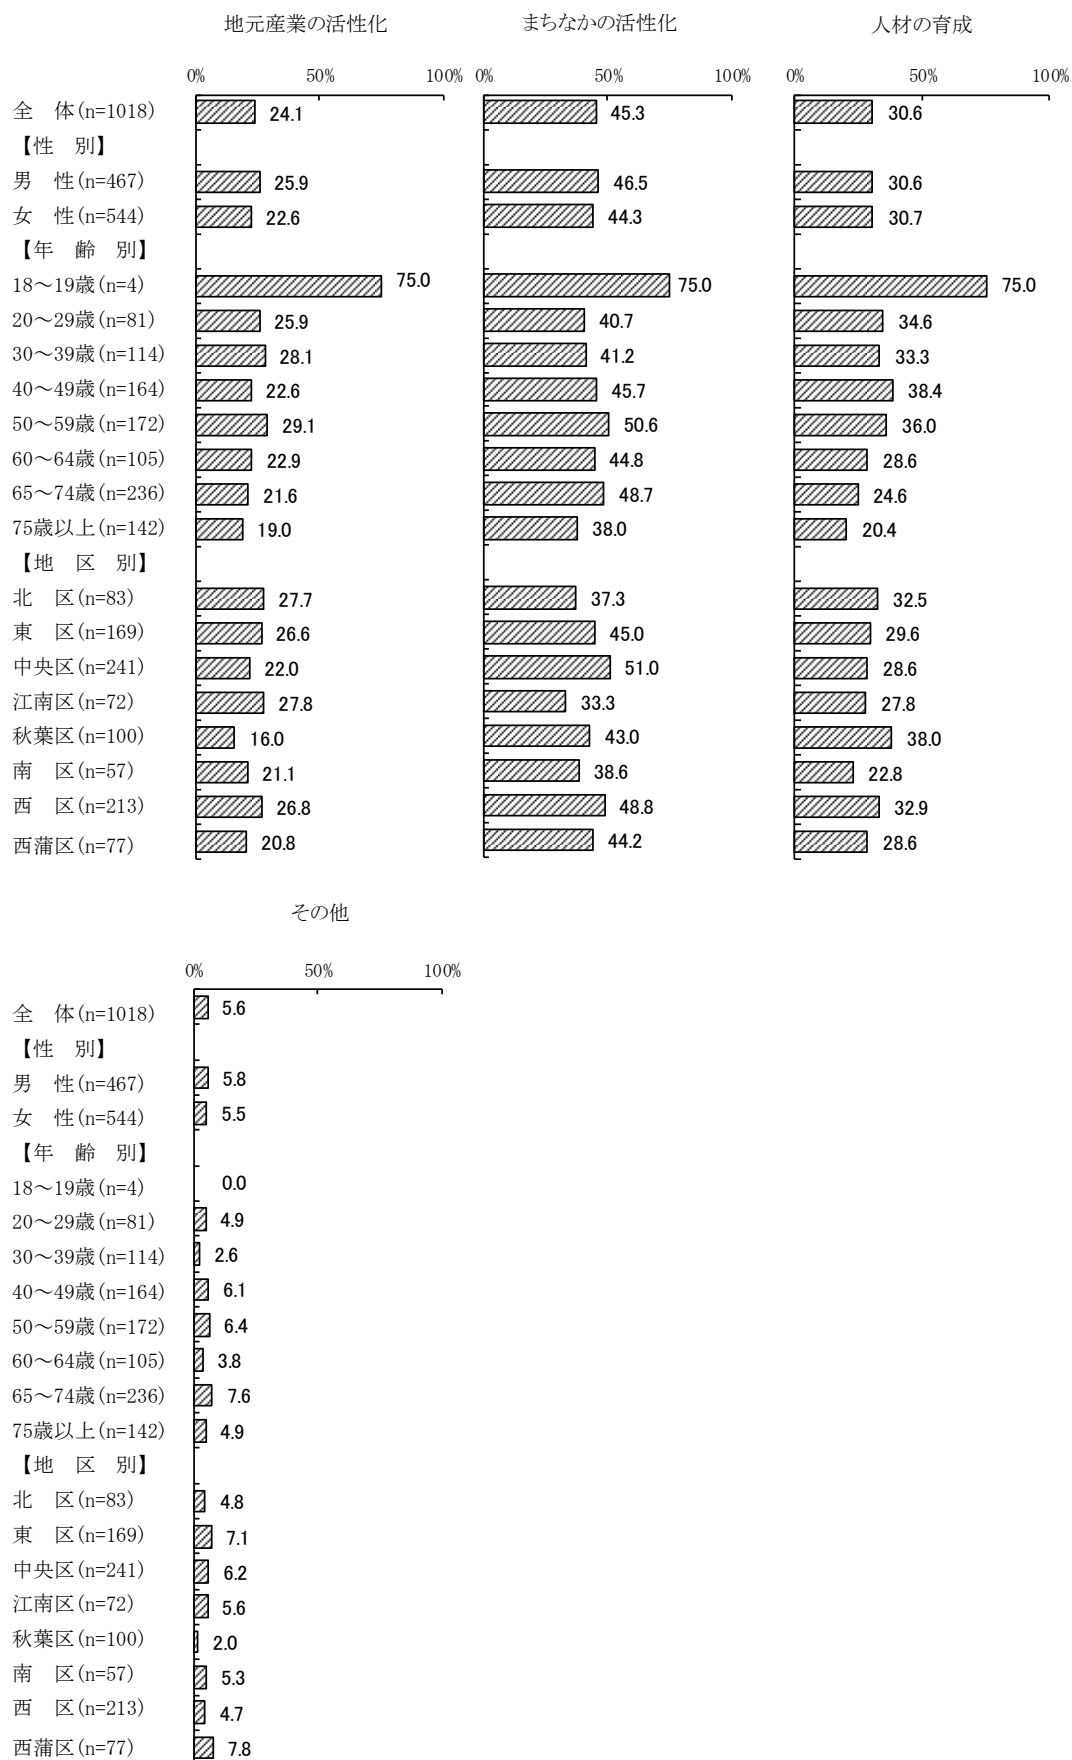 地元産業の活性化 まちなかの活性化 人材の育成
0% 50% 100% 0% 50% 100% 0% 50% 100%
全　体(n=1018) 24.1 45.3 30.6
【性　別】
男　性(n=467) 25.9 46.5 30.6
女　性(n=544) 22.6 44.3 30.7
【年　齢　別】
18～19歳(n=4) 75.0 75.0 75.0
20～29歳(n=81) 25.9 40.7 34.6
30～39歳(n=114) 28.1 41.2 33.3
40～49歳(n=164) 22.6 45.7 38.4
50～59歳(n=172) 29.1 50.6 36.0
60～64歳(n=105) 22.9 44.8 28.6
65～74歳(n=236) 21.6 48.7 24.6
75歳以上(n=142) 19.0 38.0 20.4
【地　区　別】
北　区(n=83) 27.7 37.3 32.5
東　区(n=169) 26.6 45.0 29.6
中央区(n=241) 22.0 51.0 28.6
江南区(n=72) 27.8 33.3 27.8
秋葉区(n=100) 16.0 43.0 38.0
南　区(n=57) 21.1 38.6 22.8
西　区(n=213) 26.8 48.8 32.9
西蒲区(n=77) 20.8 44.2 28.6
その他
0% 50% 100%
全　体(n=1018) 5.6
【性　別】
男　性(n=467) 5.8
女　性(n=544) 5.5
【年　齢　別】
18～19歳(n=4) 0.0
20～29歳(n=81) 4.9
30～39歳(n=114) 2.6
40～49歳(n=164) 6.1
50～59歳(n=172) 6.4
60～64歳(n=105) 3.8
65～74歳(n=236) 7.6
75歳以上(n=142) 4.9
【地　区　別】
北　区(n=83) 4.8
東　区(n=169) 7.1
中央区(n=241) 6.2
江南区(n=72) 5.6
秋葉区(n=100) 2.0
南　区(n=57) 5.3
西　区(n=213) 4.7
西蒲区(n=77) 7.8